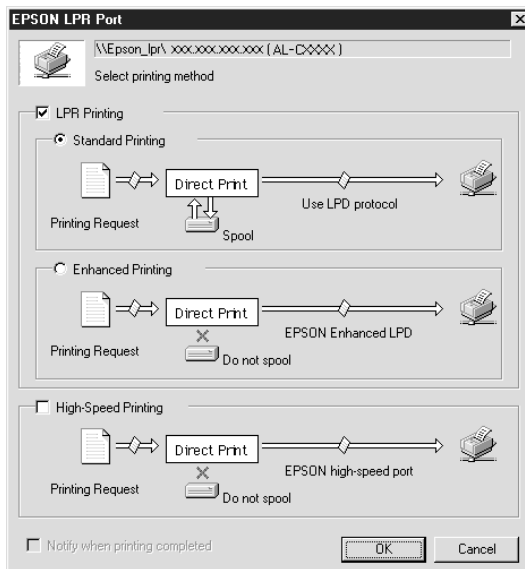 EPSON LPR Port
\\Epson_lpr\ xxx.xxx.xxx.xxx ( AL-CXXXX )
Select printing method
LPR Printing
Standard Printing
Direct Print
Use LPD protocol
Printing Request
Spool
Enhanced Printing
Direct Print
EPSON Enhanced LPD
Printing Request
Do not spool
High-Speed Printing
Direct Print
EPSON high-speed port
Printing Request
Do not spool
Notify when printing completed
OK
Cancel